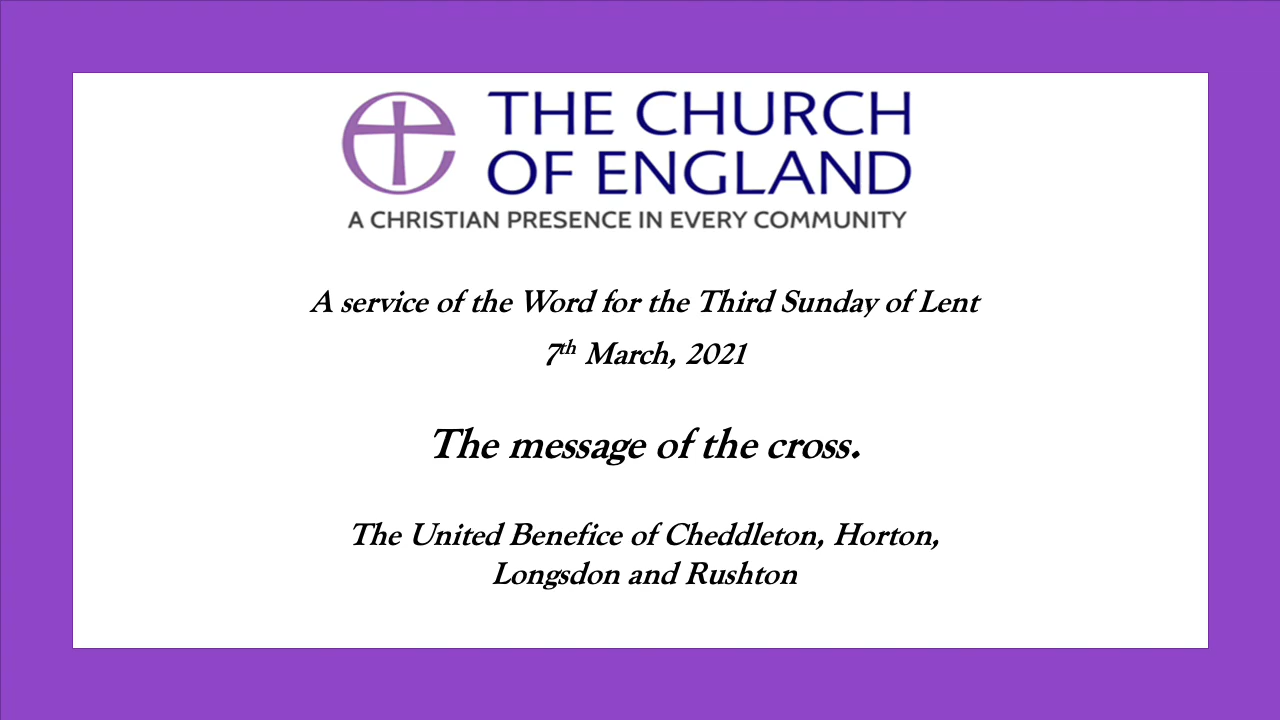 THE CHURCH
OF ENGLAND
A CHRISTIAN PRESENCE IN EVERY COMMUNITY
A service of the Word for the Third Sunday of Lent
7th March, 2021
The message of the cross.
The United Benefice of Cheddleton, Horton,
Longsdon and Rushton